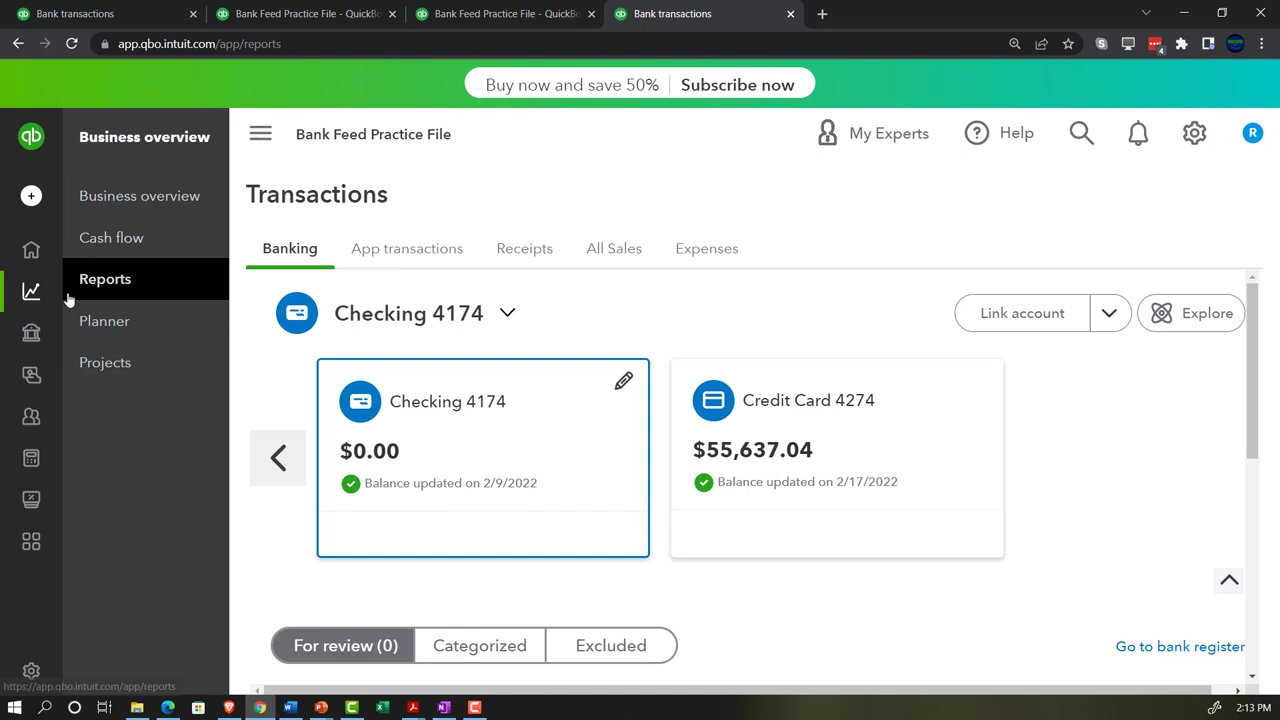 Bank transactions
Bank Feed Practice File - QuickBo
Bank Feed Practice File - QuickBo
Bank transactions
app.qbo.intuit.com/app/reports
4
Buy now and save 50%
Subscribe now
qb
Business overview
Bank Feed Practice File
My Experts
Help
R
Business overview
Transactions
Cash flow
Banking
App transactions
Receipts
All Sales
Expenses
Reports
Checking 4174
Link account
Explore
Planner
Projects
Checking 4174
$0.00
Balance updated on 2/9/2022
Credit Card 4274
$55,637.04
Balance updated on 2/17/2022
For review (0)
Categorized
Excluded
Go to bank register
https://app.qbo.intuit.com/app/reports
2:13 PM